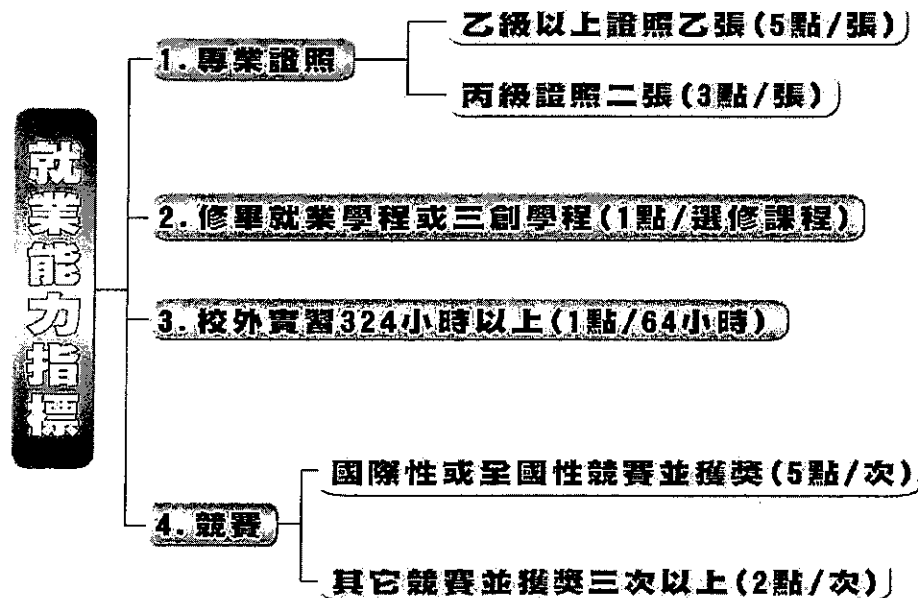 就業能力指標
1.專業證照
乙級以上證照乙張(5點/張)
丙級證照二張(3點/張)
2.修畢就業學程或三創學程(1點/選修課程)
3.校外實習324小時以上(1點/64小時)
4.競賽
國際性或全國性競賽並獲獎(5點/次)
其它競賽並獲獎三次以上(2點/次)